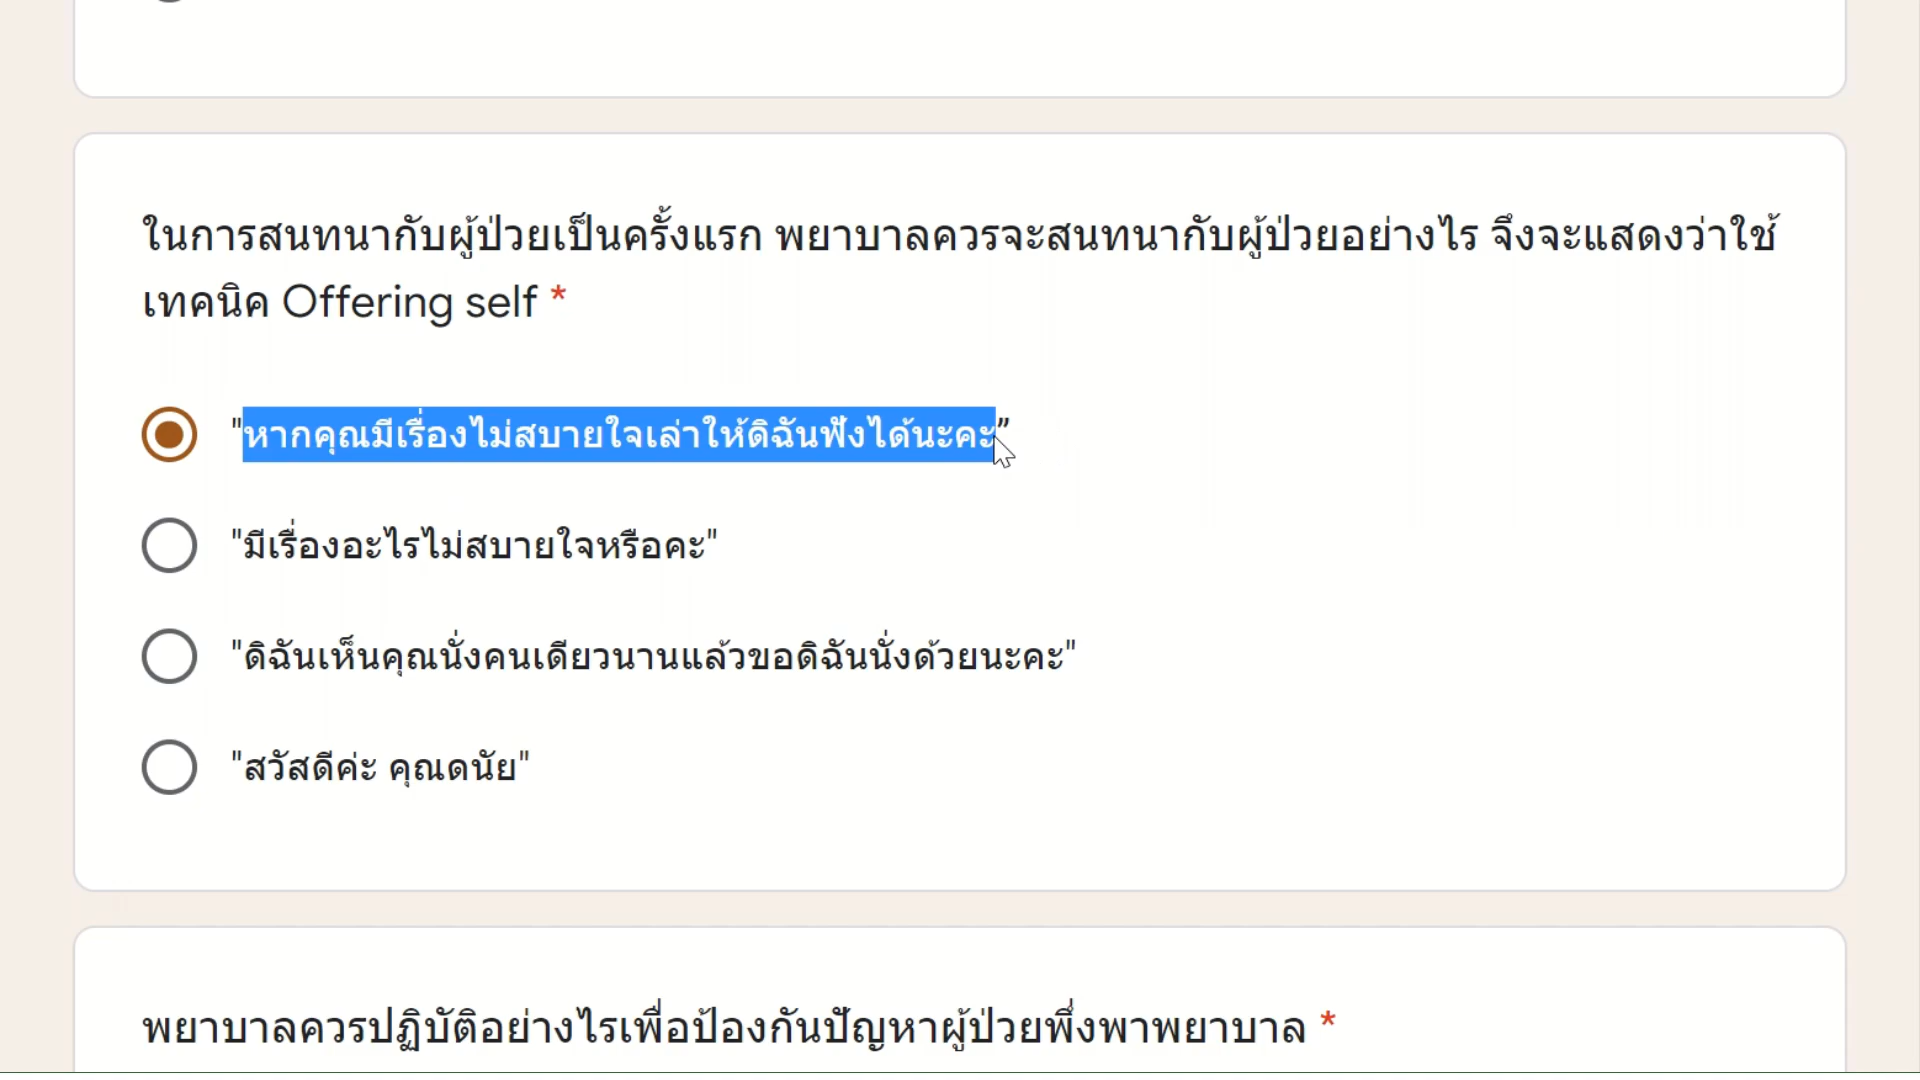 ในการสนทนากับผู้ป่วยเป็นครั้งแรก พยาบาลควรจะสนทนากับผู้ป่วยอย่างไร จึงจะแสดงว่าใช้
เทคนิค Offering self *
"หากคุณมีเรื่องไม่สบายใจเล่าให้ดิฉันฟังได้นะคะ”
"มีเรื่องอะไรไม่สบายใจหรือคะ"
"ดิฉันเห็นคุณนั่งคนเดียวนานแล้วขอดิฉันนั่งด้วยนะคะ"
"สวัสดีค่ะ คุณดนัย"
พยาบาลควรปฏิบัติอย่างไรเพื่อป้องกันปัญหาผู้ป่วยพึ่งพาพยาบาล *